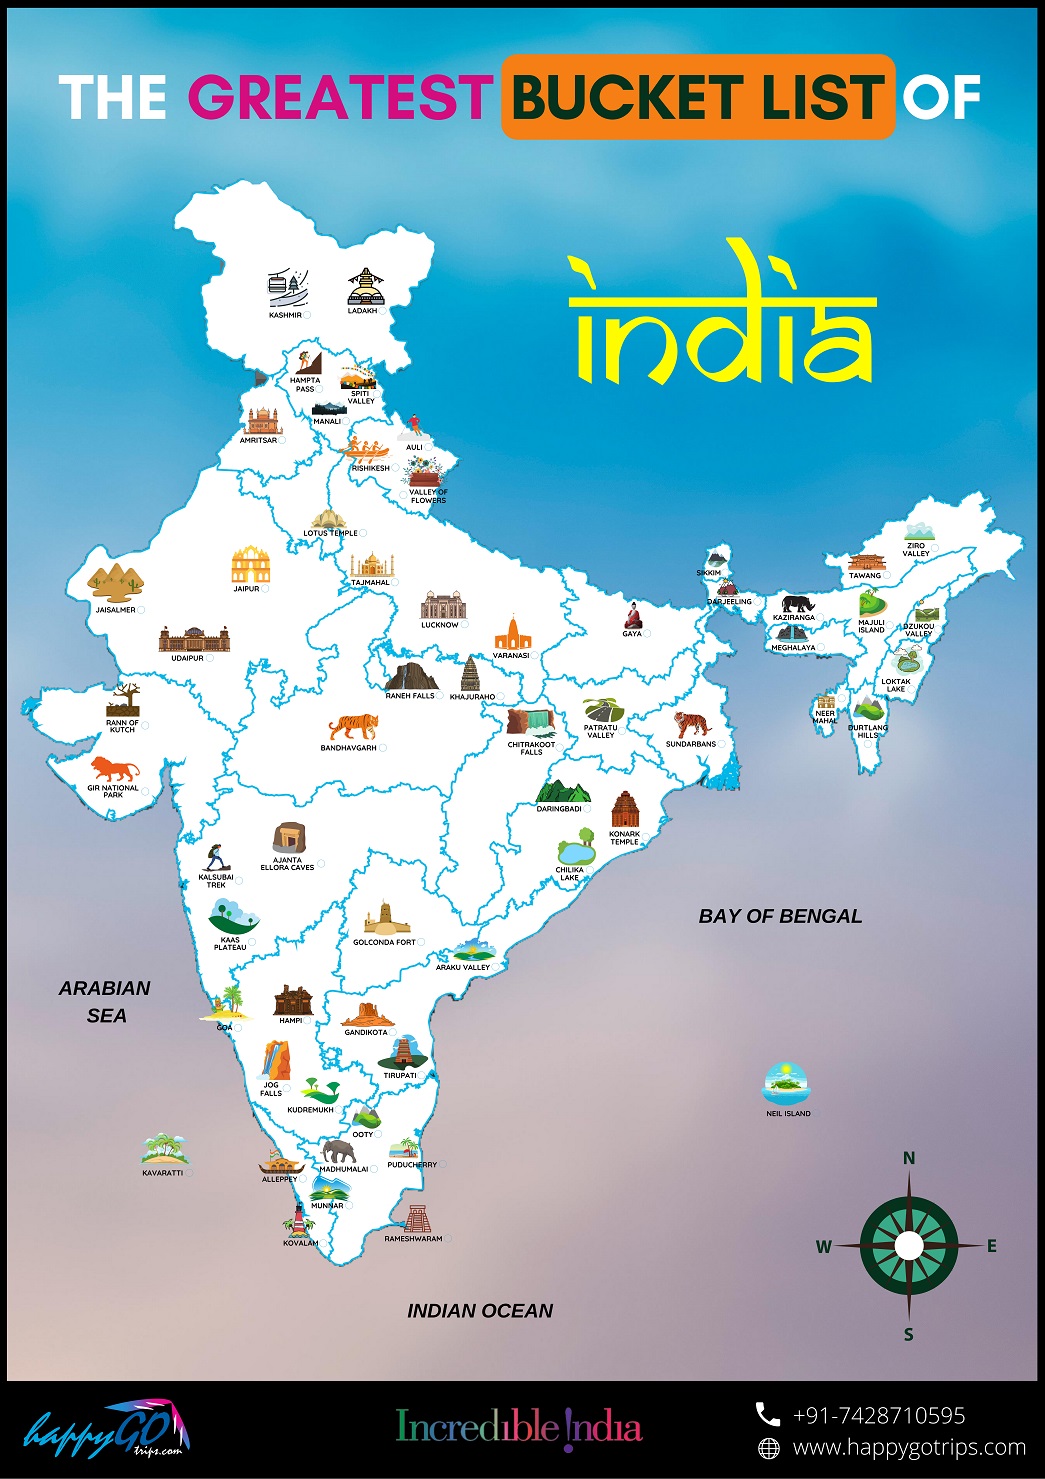 THE GREATEST BUCKET LIST OF
india
KASHMIR
LADAKH
HAMPTA
PASS
SPITI
VALLEY
MANALI
AMRITSAR
AULI
RISHIKESH
VALLEY OF
FLOWERS
LOTUS TEMPLE
ZIRO
VALLEY
TAWANG
SIKKIM
DARJEELING
JAISALMER
JAIPUR
TAJMAHAL
LUCKNOW
GAYA
KAZIRANGA
MAJULI
ISLAND
DZUKOU
VALLEY
MEGHALAYA
UDAIPUR
VARANASI
RANEH FALLS
KHAJURAHO
LOKTAK
LAKE
RANN OF
KUTCH
BANDHAVGARH
CHITRAKOOT
FALLS
PATRATU
VALLEY
SUNDARBANS
NEER
MAHAL
DURTLANG
HILLS
GIR NATIONAL
PARK
DARINGBADI
KONARK
TEMPLE
AJANTA
ELLORA CAVES
KALSUBAI
TREK
CHILIKA
LAKE
KAAS
PLATEAU
GOLCONDA FORT
ARAKU VALLEY
BAY OF BENGAL
ARABIAN
SEA
GOA
HAMPI
GANDIKOTA
JOG
FALLS
TIRUPATI
KUDREMUKH
NEIL ISLAND
OOTY
KAVARATTI
ALLEPPEY
MADHUMALAI
PUDUCHERRY
MUNNAR
KOVALAM
RAMESHWARAM
N
W
E
S
INDIAN OCEAN
happyGO
trips.com
Incredible !ndia
+91-7428710595
www.happygotrips.com